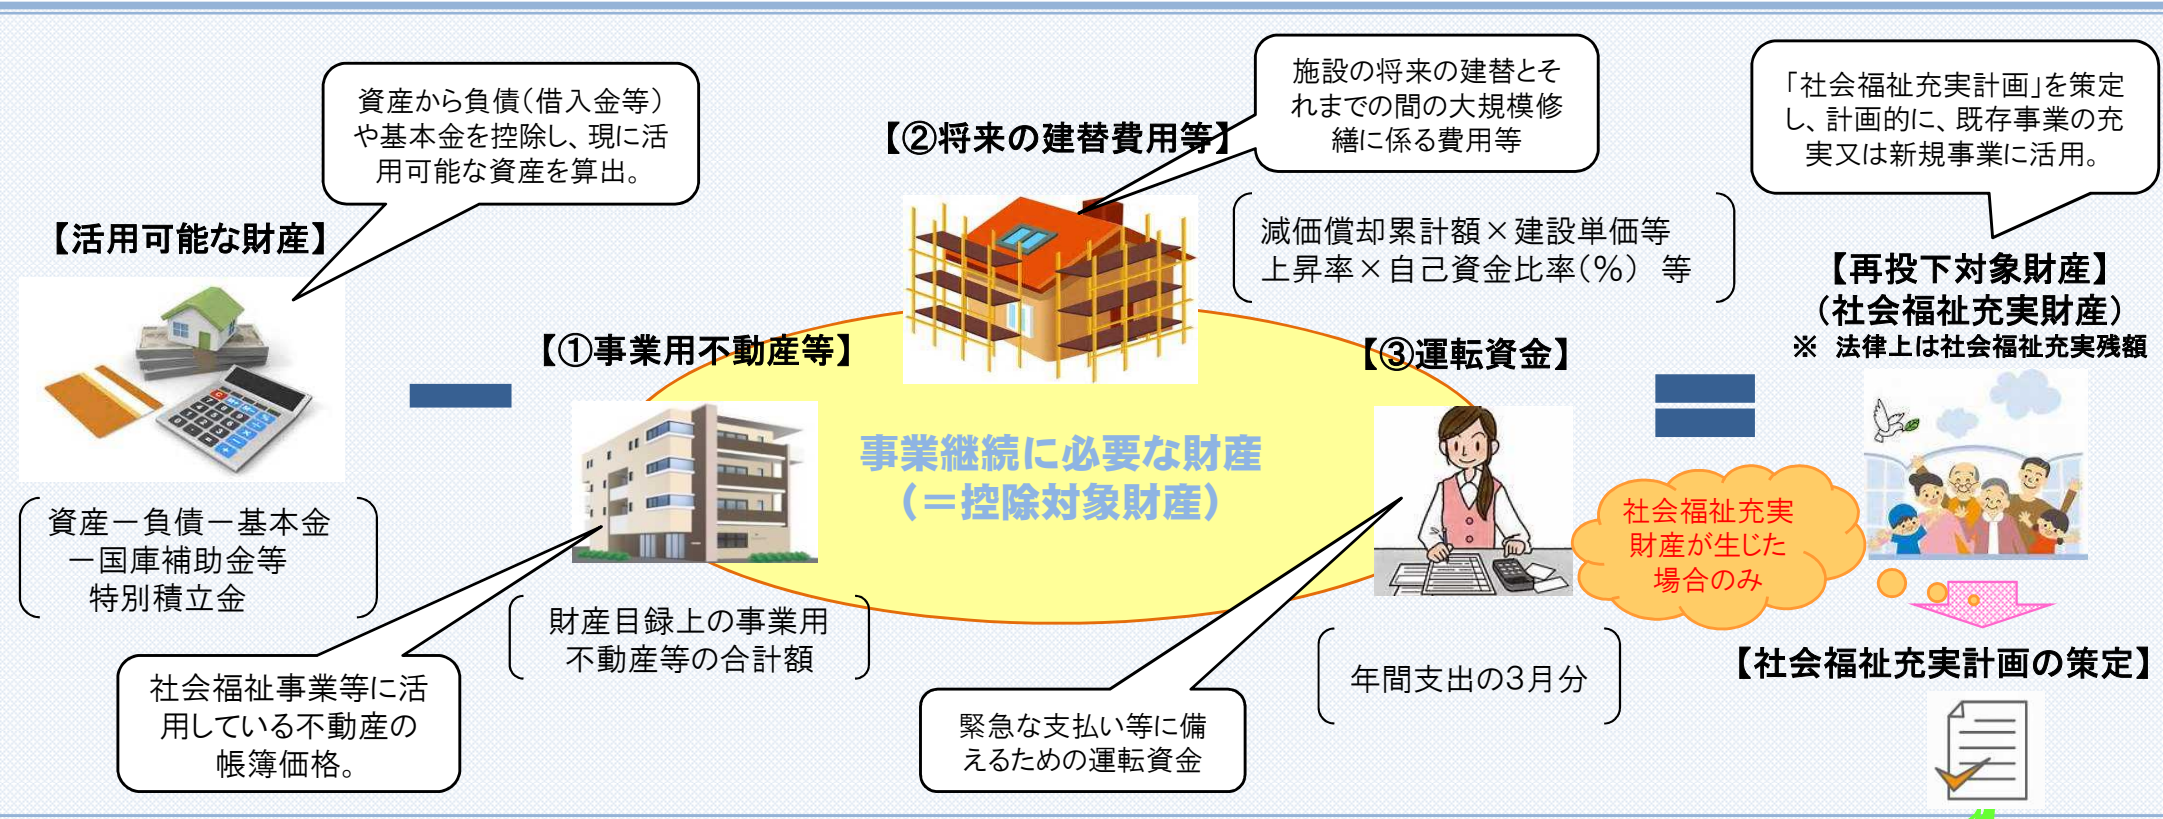 資産から負債(借入金等)
や基本金を控除し、現に活
用可能な資産を算出。
【活用可能な財産】
資産－負債－基本金
－国庫補助金等
特別積立金
【①事業用不動産等】
社会福祉事業等に活
用している不動産の
帳簿価格。
財産目録上の事業用
不動産等の合計額
【②将来の建替費用等】
施設の将来の建替とそ
れまでの間の大規模修
繕に係る費用等
減価償却累計額×建設単価等
上昇率×自己資金比率(%) 等
事業継続に必要な財産
(＝控除対象財産)
【③運転資金】
緊急な支払い等に備
えるための運転資金
年間支出の3月分
「社会福祉充実計画」を策定
し、計画的に、既存事業の充
実又は新規事業に活用。
【再投下対象財産】
(社会福祉充実財産)
※ 法律上は社会福祉充実残額
社会福祉充実
財産が生じた
場合のみ
【社会福祉充実計画の策定】